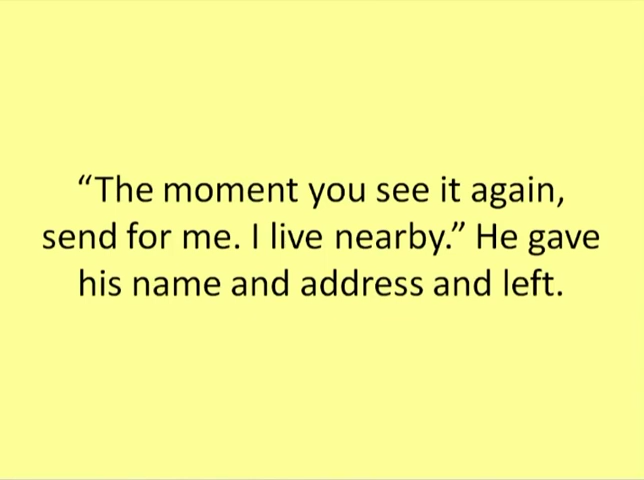 “The moment you see it again,
send for me. I live nearby.” He gave
his name and address and left.